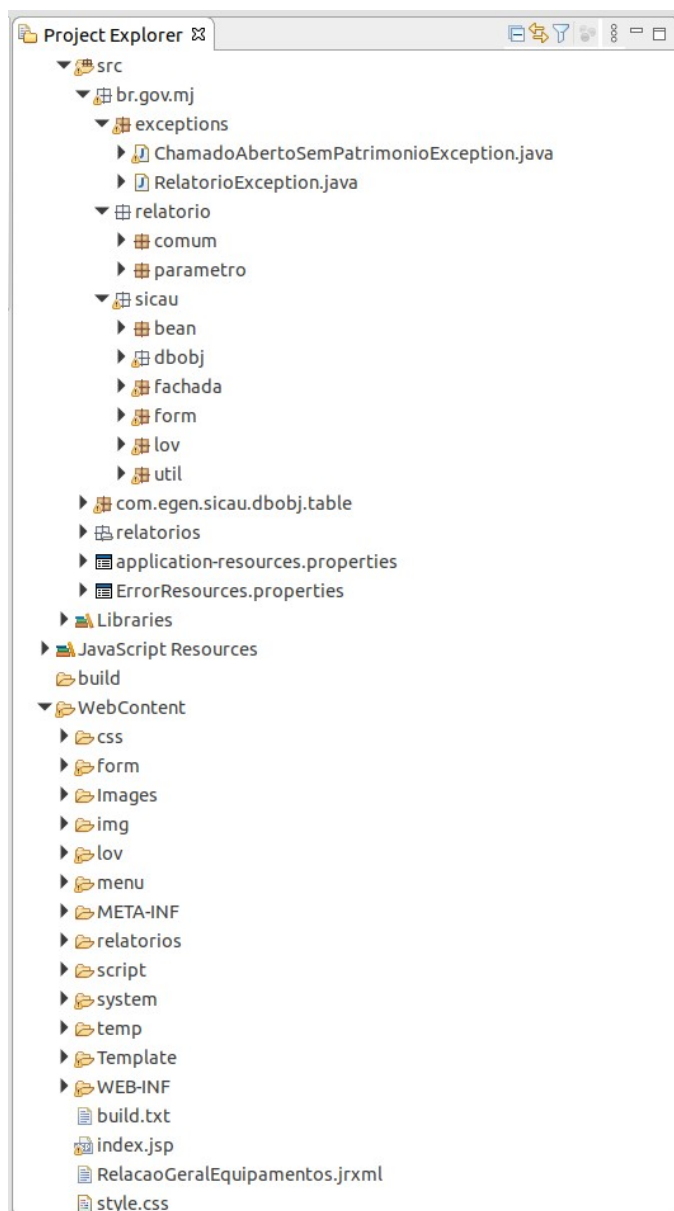 Project Explorer
src
br.gov.mj
exceptions
ChamadoAbertoSemPatrimonioException.java
RelatorioException.java
relatorio
comum
parametro
sicau
bean
dbobj
fachada
form
lov
util
com.egen.sicau.dbobj.table
relatorios
application-resources.properties
ErrorResources.properties
Libraries
JavaScript Resources
build
WebContent
css
form
Images
img
lov
menu
META-INF
relatorios
script
system
temp
Template
WEB-INF
build.txt
index.jsp
RelacaoGeralEquipamentos.jrxml
style.css